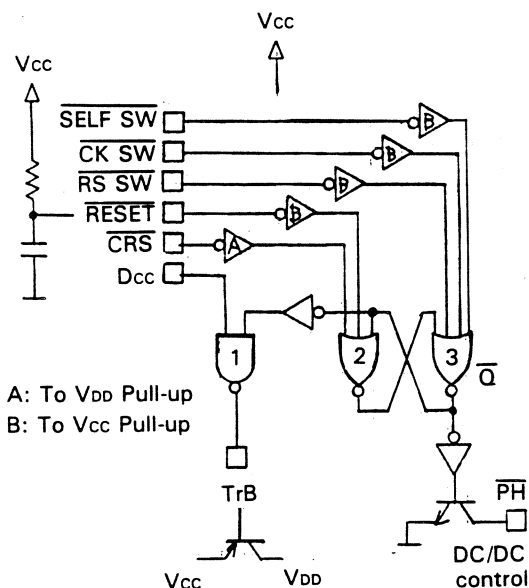 Vcc
Vcc
SELF SW
B
CK SW
B
RS SW
B
RESET
B
CRS
A
Dcc
1
2
3
Q
A: To VDD Pull-up
B: To Vcc Pull-up
TrB
PH
Vcc
VDD
DC/DC
control